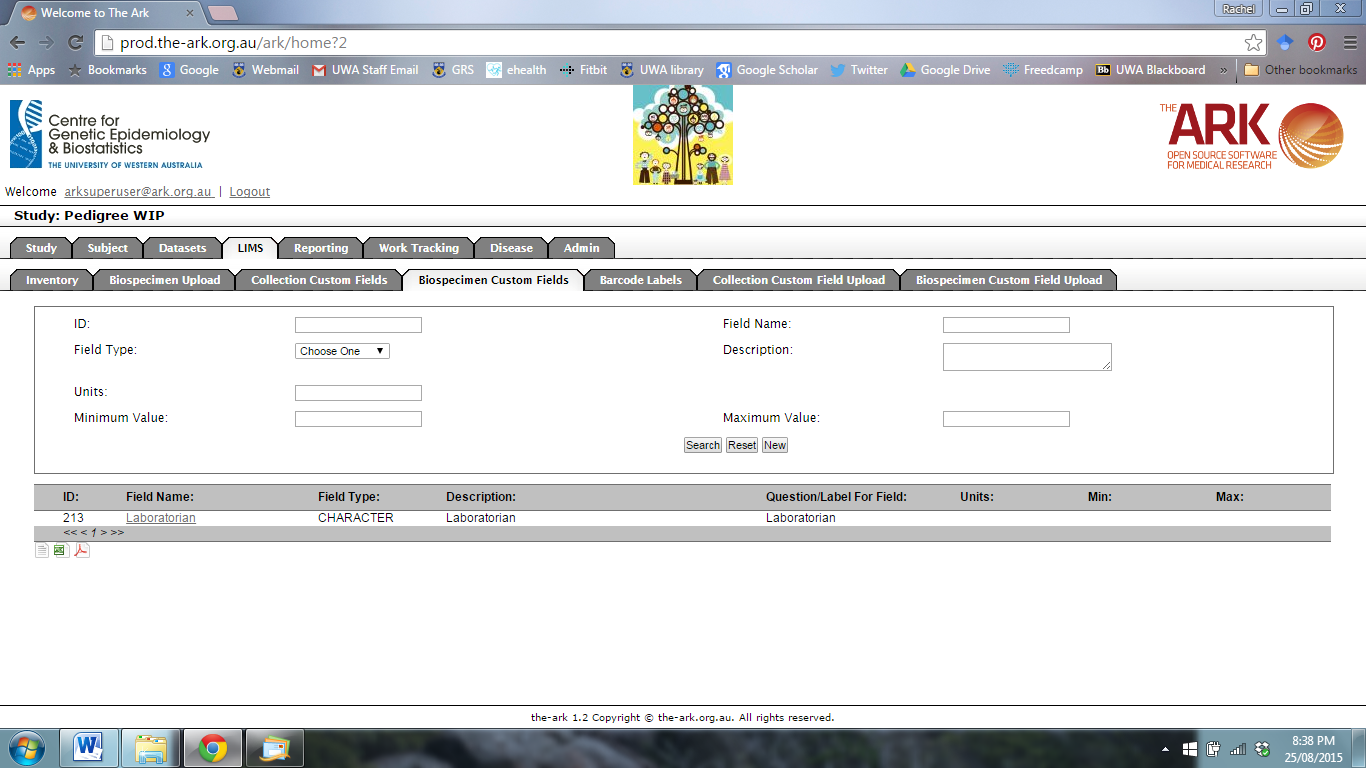 Welcome to The Ark
Rachel
prod.the-ark.org.au/ark/home?2
Apps Bookmarks Google Webmail UWA Staff Email GRS ehealth Fitbit UWA library Google Scholar Twitter Google Drive Freedcamp Bb UWA Blackboard » Other bookmarks
Centre for
Genetic Epidemiology
& Biostatistics
THE UNIVERSITY OF WESTERN AUSTRALIA
THE ARK
OPEN SOURCE SOFTWARE
FOR MEDICAL RESEARCH
Welcome arksuperuser@ark.org.au | Logout
Study: Pedigree WIP
Study Subject Datasets LIMS Reporting Work Tracking Disease Admin
Inventory Biospecimen Upload Collection Custom Fields Biospecimen Custom Fields Barcode Labels Collection Custom Field Upload Biospecimen Custom Field Upload
ID: Field Name:
Field Type: Choose One Description:
Units:
Minimum Value: Maximum Value:
Search Reset New
ID: Field Name: Field Type: Description: Question/Label For Field: Units: Min: Max:
213 Laboratorian CHARACTER Laboratorian Laboratorian
<< < 1 > >>
the-ark 1.2 Copyright © the-ark.org.au. All rights reserved.
8:38 PM
25/08/2015